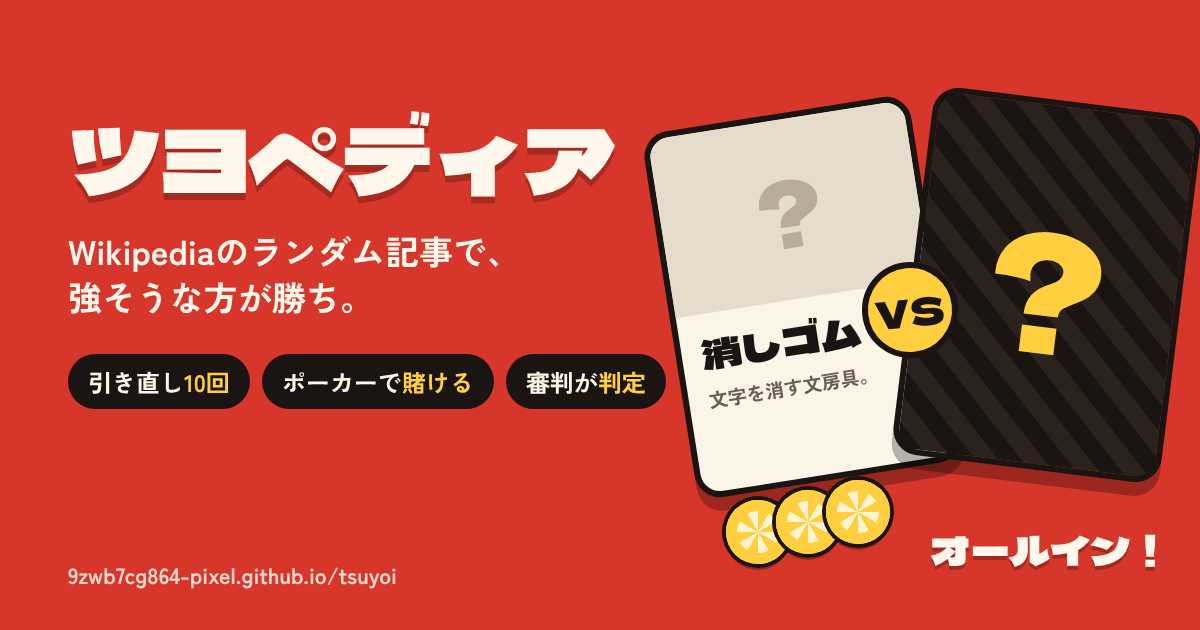 ツヨペディア
Wikipediaのランダム記事で、
強そうな方が勝ち。
引き直し10回
ポーカーで賭ける
審判が判定
?
消しゴム
文字を消す文房具。
VS
?
オールイン!
9zwb7cg864-pixel.github.io/tsuyoi